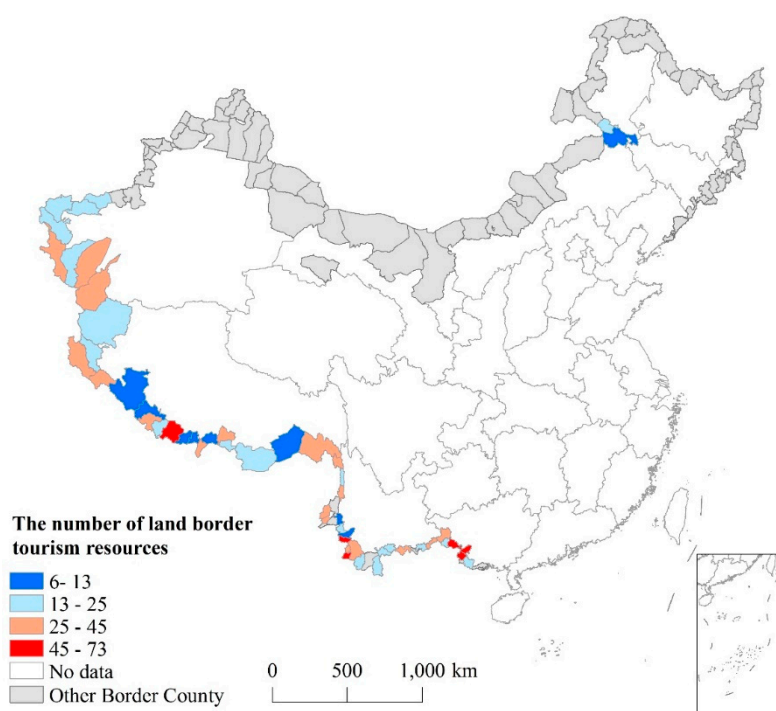 The number of land border
tourism resources
6- 13
13 - 25
25 - 45
45 - 73
No data
Other Border County
0 500 1,000 km